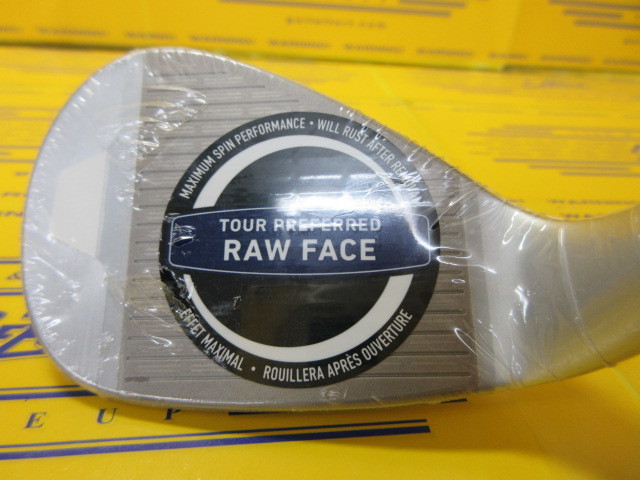 MAXIMUM SPIN PERFORMANCE • WILL RUST AFTER
TOUR PREFERRED
RAW FACE
EFFET MAXIMAL • ROUILLERA APRÈS OUVERTURE
E U P